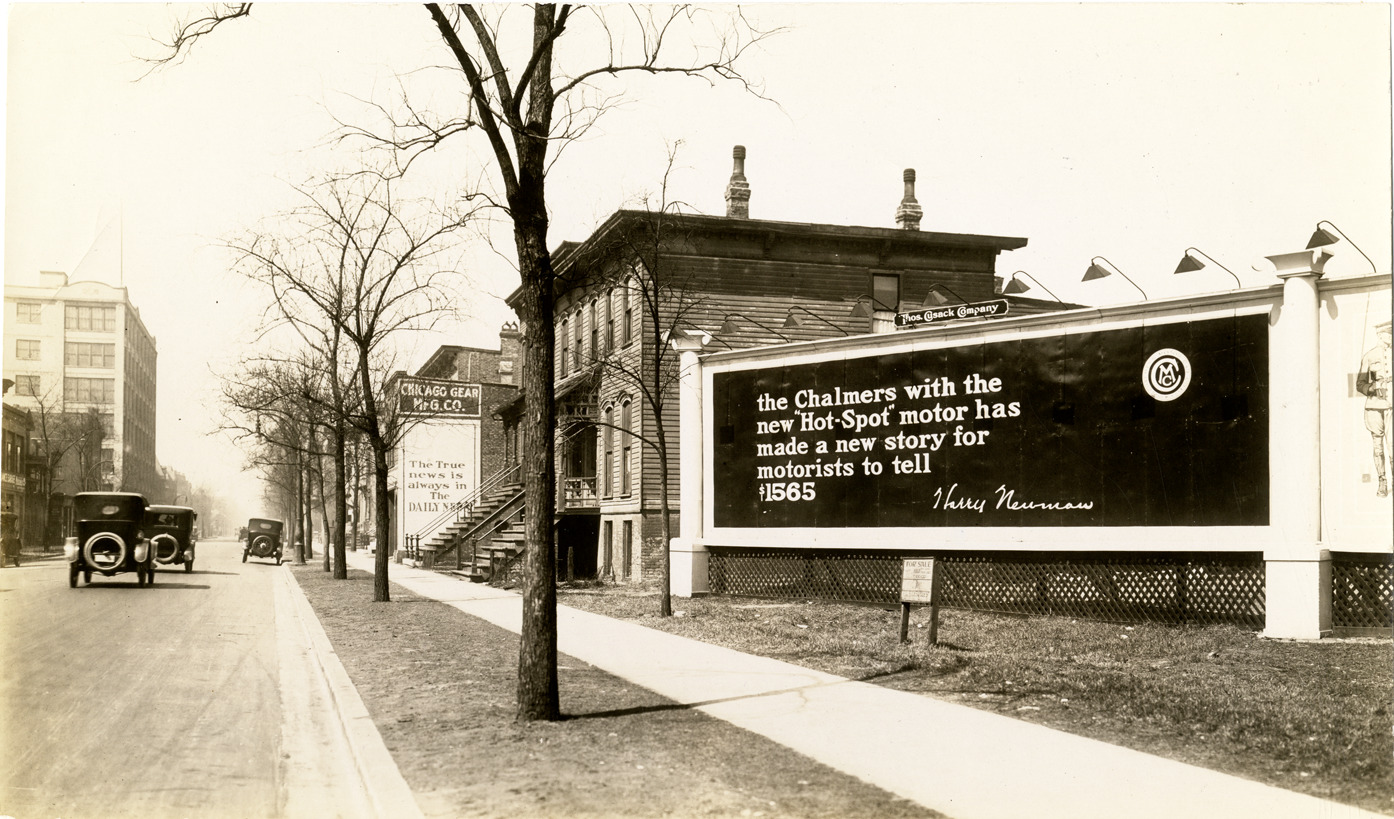 CHICAGO GEAR
MFG. CO.
The True
news is
always in
The
DAILY NEWS
Thos. Cusack Company
the Chalmers with the
new "Hot-Spot" motor has
made a new story for
motorists to tell
$1565
Harry Newman
CMCo
FOR SALE